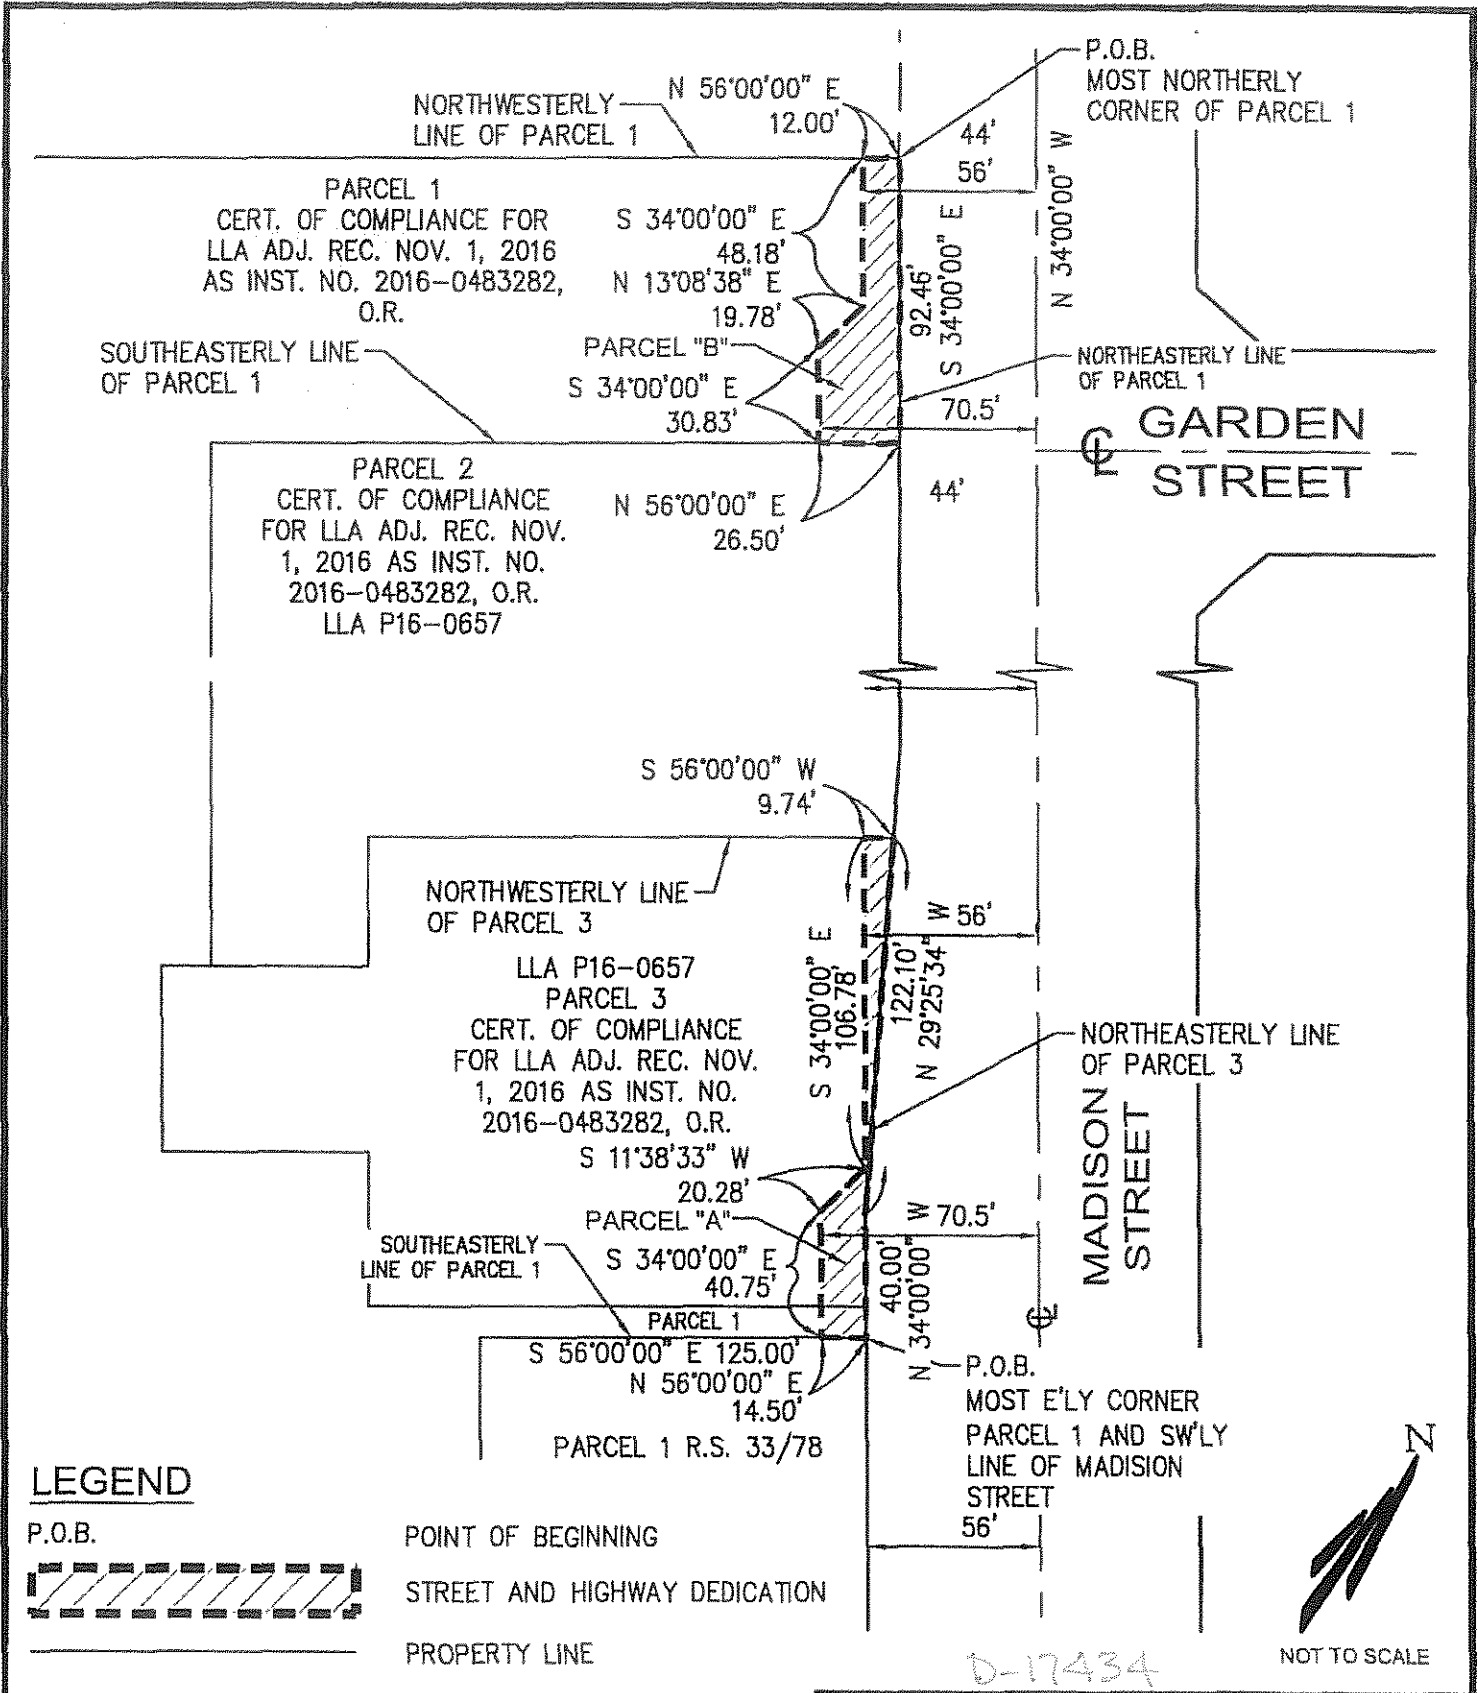 P.O.B.
MOST NORTHERLY
CORNER OF PARCEL 1
N 56°00'00" E
12.00'
NORTHWESTERLY
LINE OF PARCEL 1
44'
56'
N 34°00'00" W
PARCEL 1
CERT. OF COMPLIANCE FOR
LLA ADJ. REC. NOV. 1, 2016
AS INST. NO. 2016-0483282,
O.R.
S 34°00'00" E
48.18'
N 13°08'38" E
19.78'
92.46'
S 34°00'00" E
PARCEL "B"
SOUTHEASTERLY LINE
OF PARCEL 1
S 34°00'00" E
30.83'
NORTHEASTERLY LINE
OF PARCEL 1
70.5'
CL GARDEN
STREET
PARCEL 2
CERT. OF COMPLIANCE
FOR LLA ADJ. REC. NOV.
1, 2016 AS INST. NO.
2016-0483282, O.R.
LLA P16-0657
N 56°00'00" E
26.50'
44'
S 56°00'00" W
9.74'
NORTHWESTERLY LINE
OF PARCEL 3
56'
S 34°00'00" E
106.78'
122.10'
N 29°25'34" W
LLA P16-0657
PARCEL 3
CERT. OF COMPLIANCE
FOR LLA ADJ. REC. NOV.
1, 2016 AS INST. NO.
2016-0483282, O.R.
NORTHEASTERLY LINE
OF PARCEL 3
MADISON
STREET
CL
S 11°38'33" W
20.28'
PARCEL "A"
70.5'
SOUTHEASTERLY
LINE OF PARCEL 1
S 34°00'00" E
40.75'
40.00'
N 34°00'00" W
PARCEL 1
S 56°00'00" E 125.00'
N 56°00'00" E
14.50'
PARCEL 1 R.S. 33/78
P.O.B.
MOST E'LY CORNER
PARCEL 1 AND SW'LY
LINE OF MADISION
STREET
56'
N
NOT TO SCALE
LEGEND
P.O.B. POINT OF BEGINNING
STREET AND HIGHWAY DEDICATION
PROPERTY LINE
D-17434